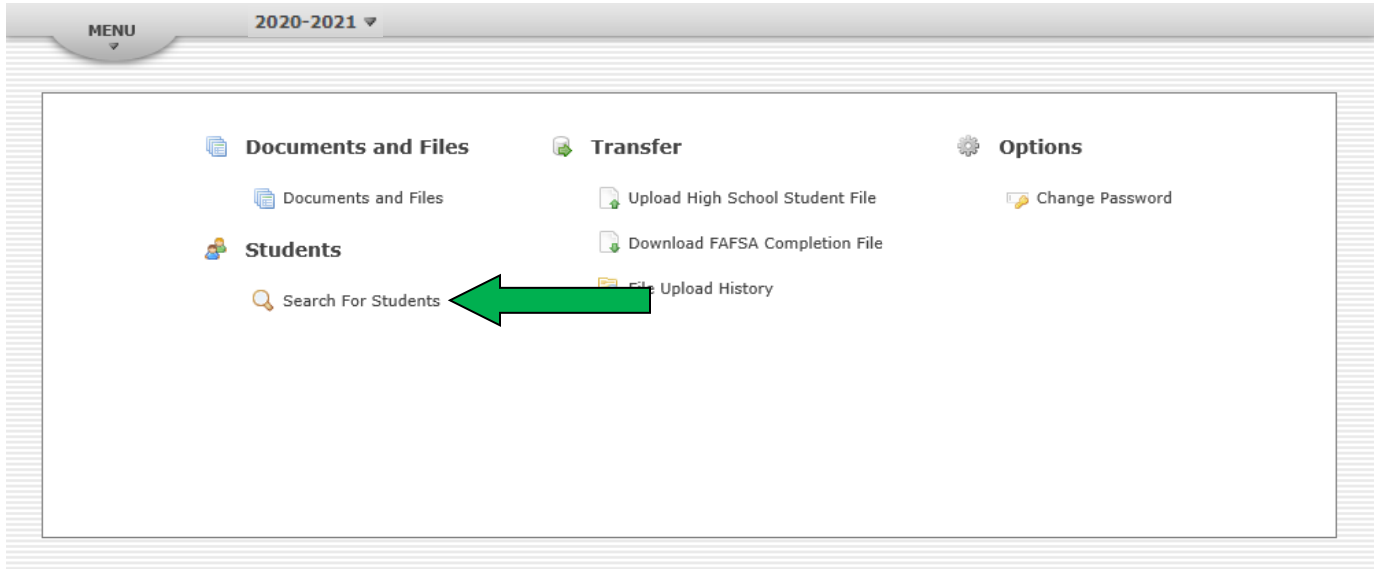 MENU
2020-2021
Documents and Files
Documents and Files
Students
Search For Students
Transfer
Upload High School Student File
Download FAFSA Completion File
File Upload History
Options
Change Password